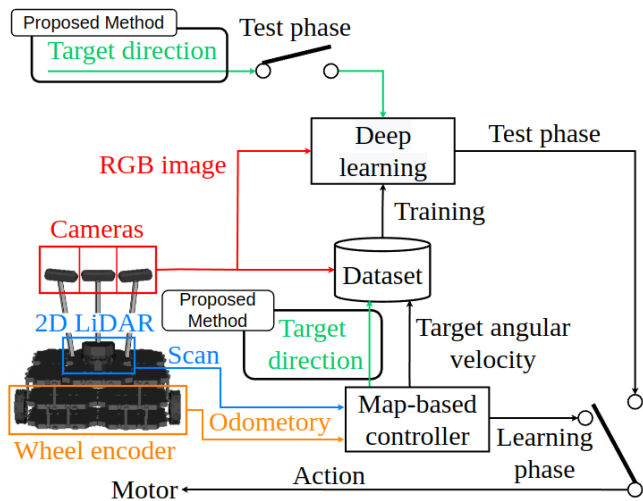 Proposed Method
Target direction
Test phase
Deep
learning
Test phase
RGB image
Training
Cameras
Dataset
Proposed
Method
2D LiDAR
Target
direction
Target angular
velocity
Scan
Map-based
controller
Odometory
Wheel encoder
Learning
phase
Action
Motor